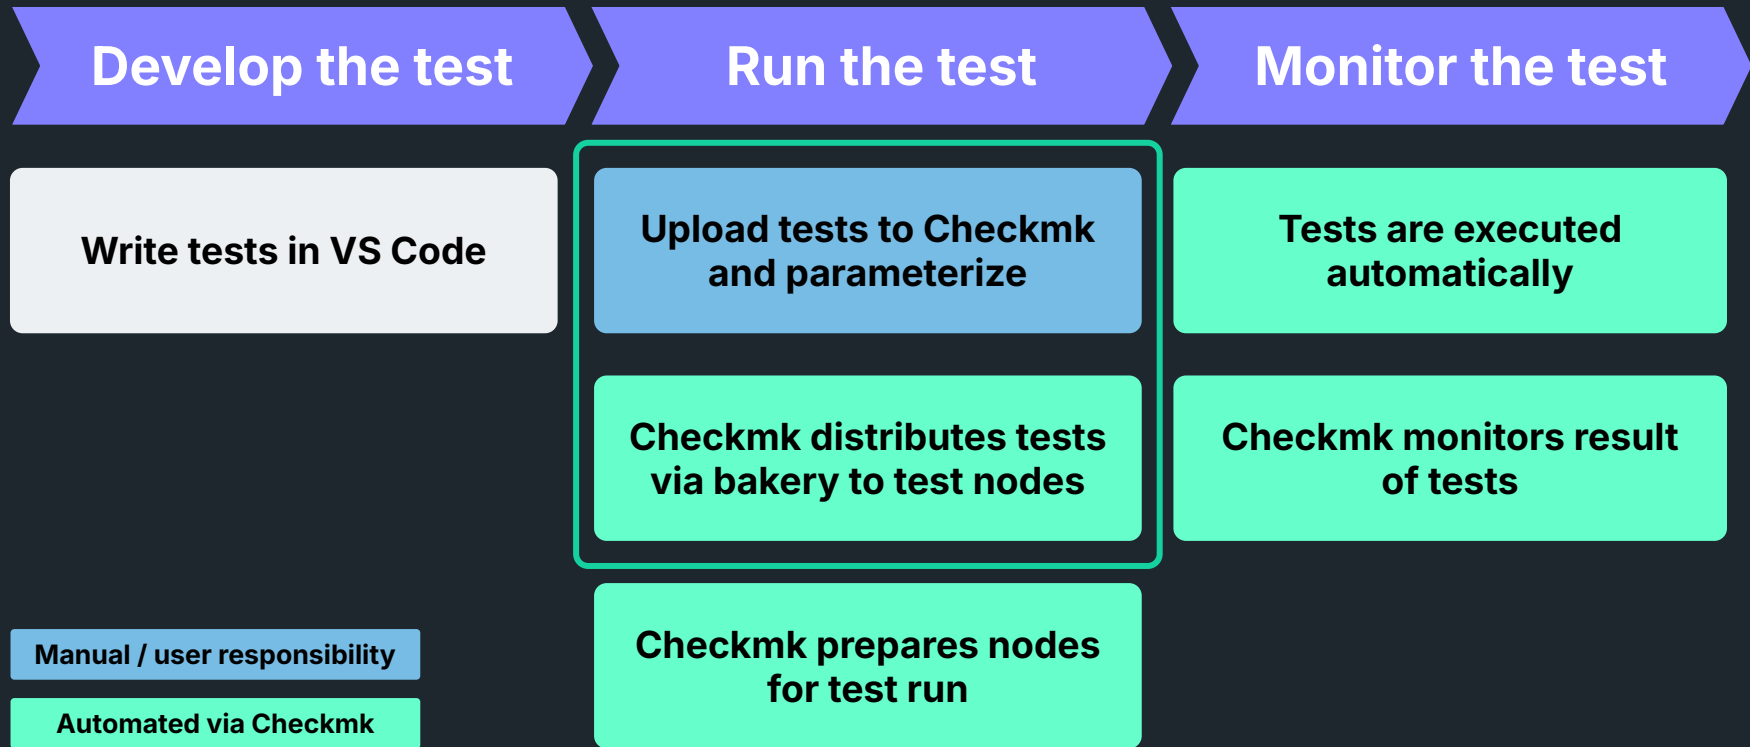 Develop the test
Run the test
Monitor the test
Write tests in VS Code
Upload tests to Checkmk
and parameterize
Tests are executed
automatically
Checkmk distributes tests
via bakery to test nodes
Checkmk monitors result
of tests
Checkmk prepares nodes
for test run
Manual / user responsibility
Automated via Checkmk